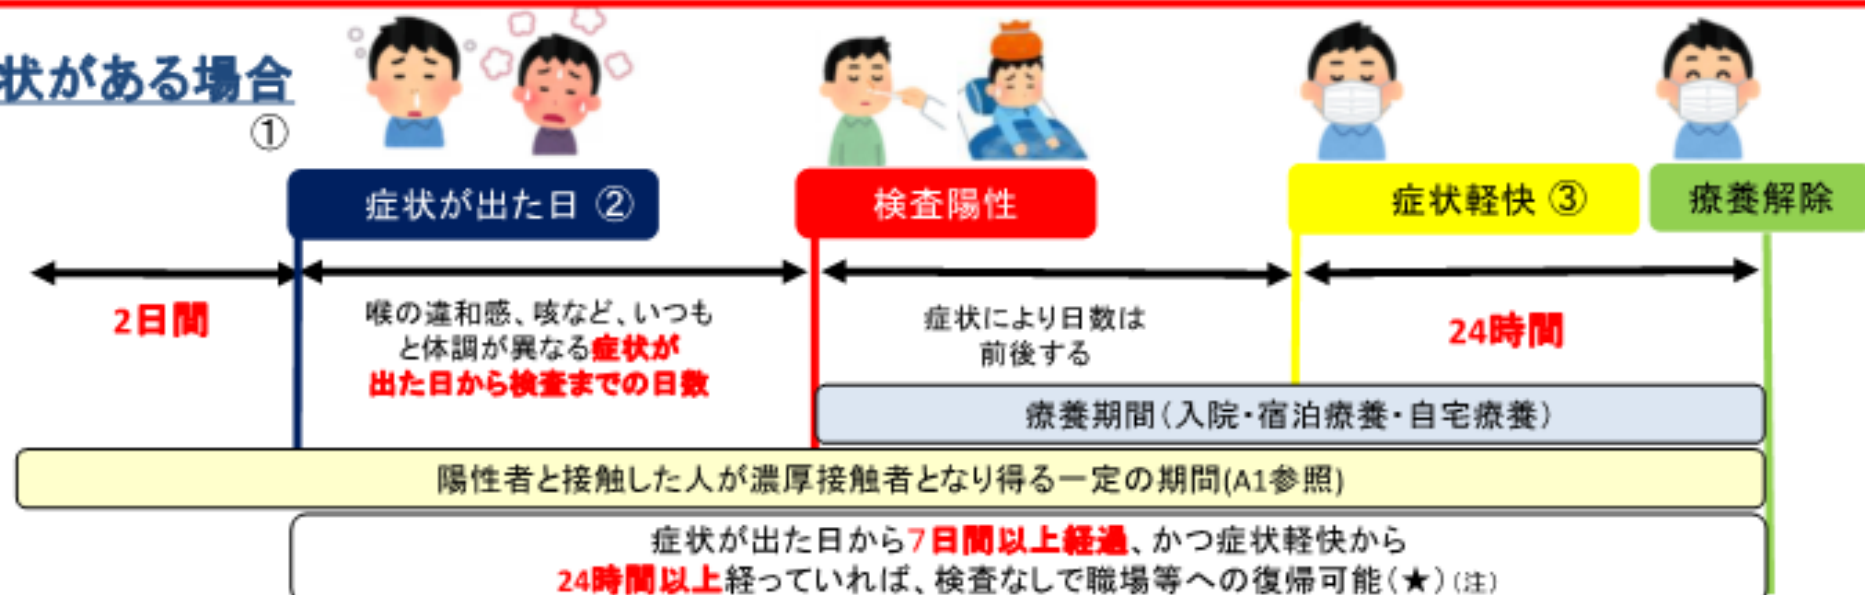 状がある場合
①
症状が出た日 ②
検査陽性
症状軽快 ③
療養解除
2日間
喉の違和感、咳など、いつも
と体調が異なる症状が
出た日から検査までの日数
症状により日数は
前後する
24時間
療養期間（入院・宿泊療養・自宅療養）
陽性者と接触した人が濃厚接触者となり得る一定の期間(A1参照)
症状が出た日から7日間以上経過、かつ症状軽快から
24時間以上経っていれば、検査なしで職場等への復帰可能（★）（注）